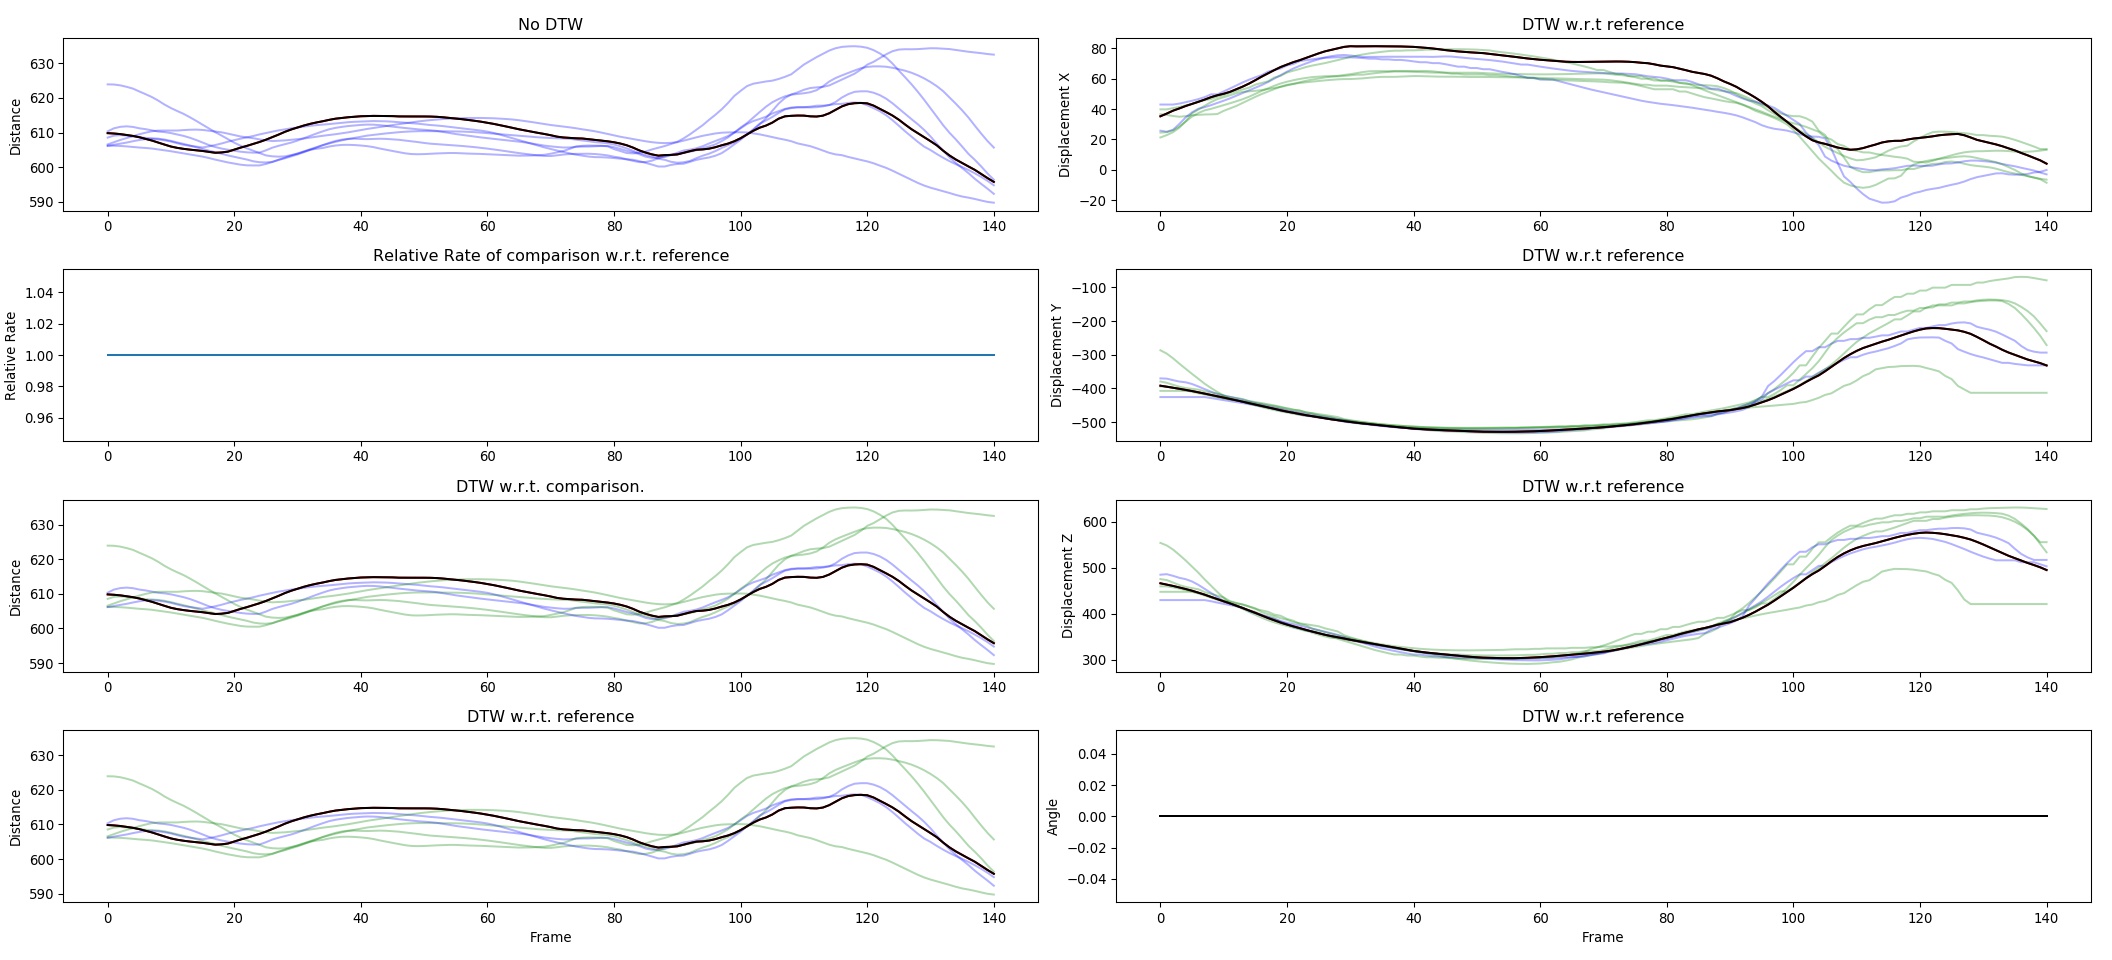 No DTW
Distance
630
620
610
600
590
0 20 40 60 80 100 120 140
DTW w.r.t reference
Displacement X
80
60
40
20
0
−20
0 20 40 60 80 100 120 140
Relative Rate of comparison w.r.t. reference
Relative Rate
1.04
1.02
1.00
0.98
0.96
0 20 40 60 80 100 120 140
DTW w.r.t reference
Displacement Y
−100
−200
−300
−400
−500
0 20 40 60 80 100 120 140
DTW w.r.t. comparison.
Distance
630
620
610
600
590
0 20 40 60 80 100 120 140
DTW w.r.t reference
Displacement Z
600
500
400
300
0 20 40 60 80 100 120 140
DTW w.r.t. reference
Distance
630
620
610
600
590
0 20 40 60 80 100 120 140
Frame
DTW w.r.t reference
Angle
0.04
0.02
0.00
−0.02
−0.04
0 20 40 60 80 100 120 140
Frame